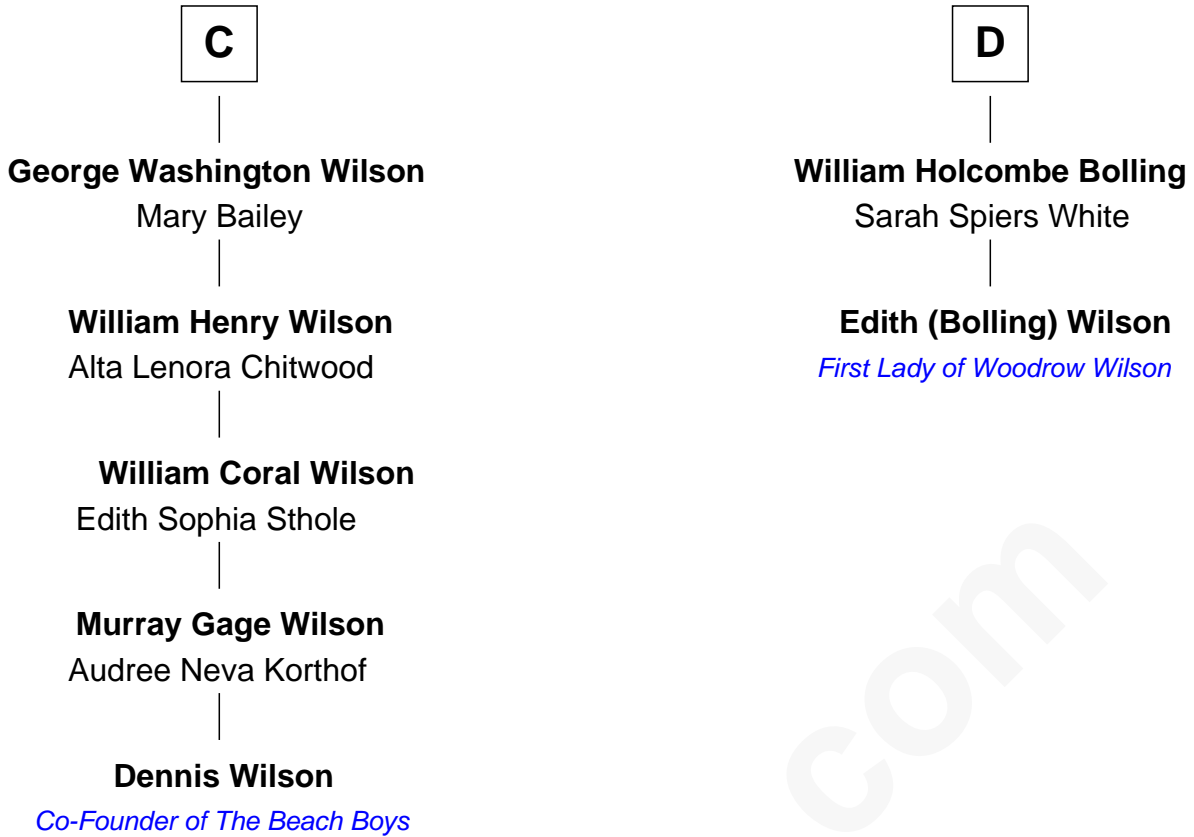 C
George Washington Wilson
Mary Bailey
William Henry Wilson
Alta Lenora Chitwood
William Coral Wilson
Edith Sophia Sthole
Murray Gage Wilson
Audree Neva Korthof
Dennis Wilson
Co-Founder of The Beach Boys
D
William Holcombe Bolling
Sarah Spiers White
Edith (Bolling) Wilson
First Lady of Woodrow Wilson
com